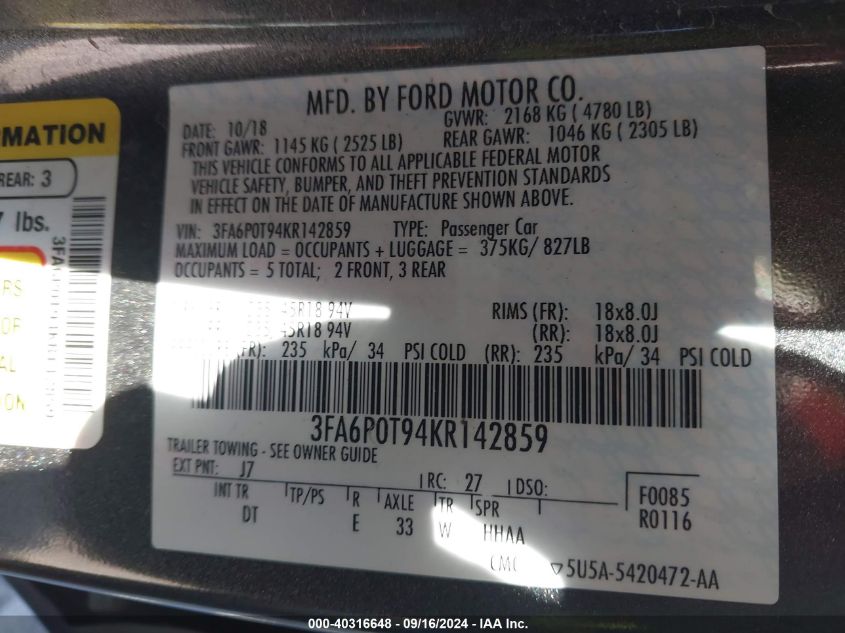 RMATION
REAR: 3
7 lbs.
RS
OR
AL
ON
MFD. BY FORD MOTOR CO.
DATE: 10/18 GVWR: 2168 KG ( 4780 LB)
FRONT GAWR: 1145 KG ( 2525 LB) REAR GAWR: 1046 KG ( 2305 LB)
THIS VEHICLE CONFORMS TO ALL APPLICABLE FEDERAL MOTOR
VEHICLE SAFETY, BUMPER, AND THEFT PREVENTION STANDARDS
IN EFFECT ON THE DATE OF MANUFACTURE SHOWN ABOVE.
VIN: 3FA6P0T94KR142859 TYPE: Passenger Car
MAXIMUM LOAD = OCCUPANTS + LUGGAGE = 375KG/ 827LB
OCCUPANTS = 5 TOTAL; 2 FRONT, 3 REAR
45R18 94V RIMS (FR): 18x8.0J
45R18 94V (RR): 18x8.0J
(FR): 235 kPa/ 34 PSI COLD (RR): 235 kPa/ 34 PSI COLD
3FA6P0T94KR142859
TRAILER TOWING - SEE OWNER GUIDE
EXT PNT: J7 RC: 27 DSO:
INT TR TP/PS R AXLE TR SPR
DT E 33 W HHAA
F0085
R0116
CMC ▽5U5A-5420472-AA
000-40316648 - 09/16/2024 - IAA Inc.